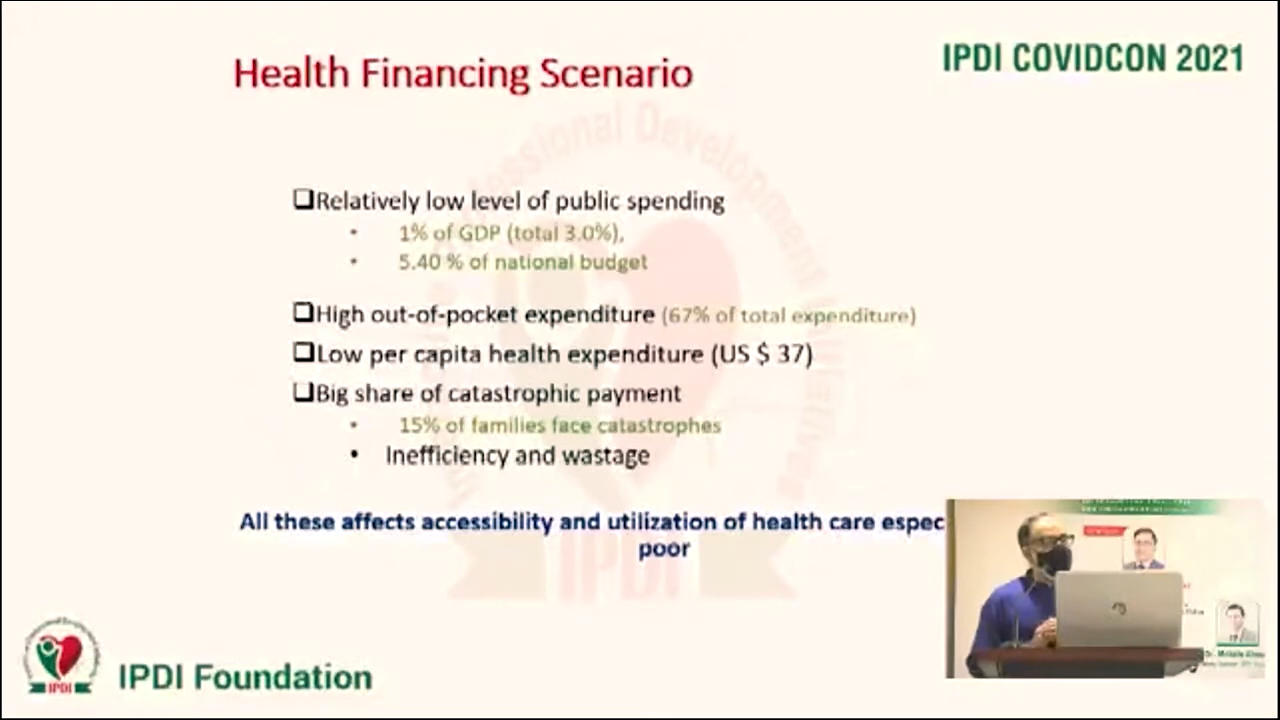 Health Financing Scenario
IPDI COVIDCON 2021
❑Relatively low level of public spending
• 1% of GDP (total 3.0%),
• 5.40 % of national budget
❑High out-of-pocket expenditure (67% of total expenditure)
❑Low per capita health expenditure (US $ 37)
❑Big share of catastrophic payment
• 15% of families face catastrophes
• Inefficiency and wastage
All these affects accessibility and utilization of health care espec
poor
IPDI
IPDI
IPDI Foundation